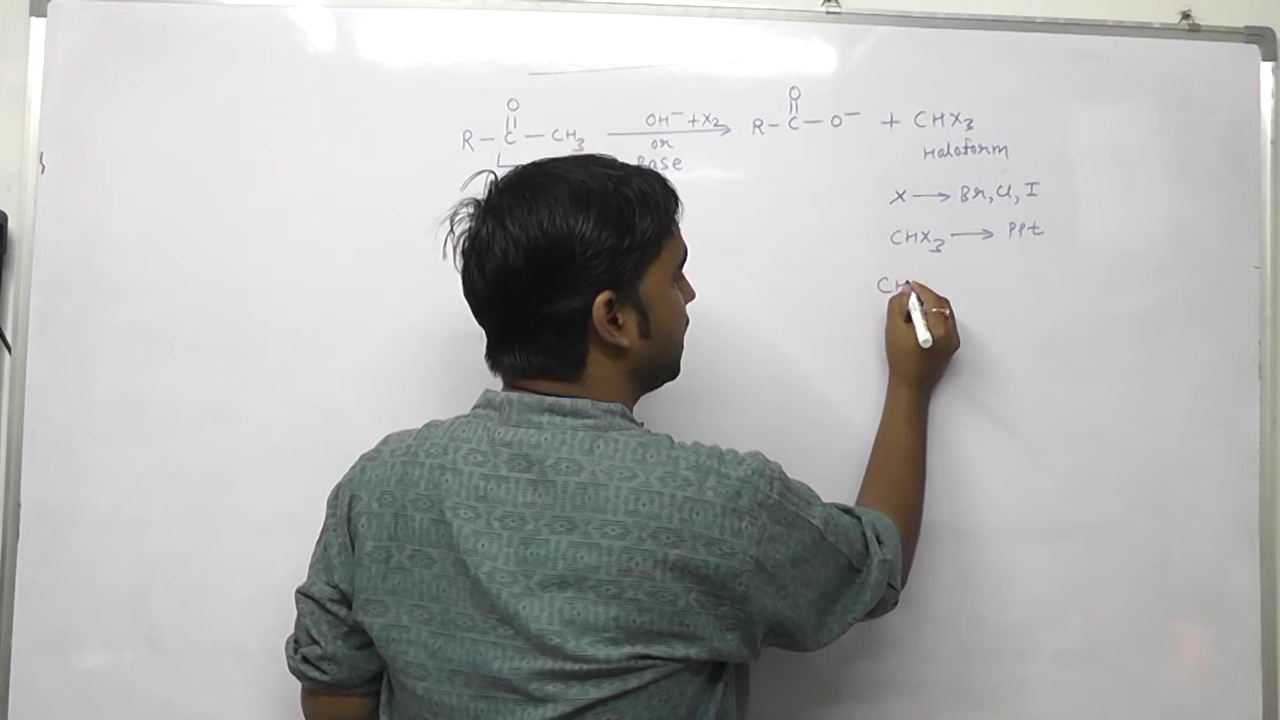 O O
|| ||
R – C – CH3 OH⁻ + X2 → R – C – O⁻ + CHX3
or Haloform
Base
X → Br, Cl, I
CHX3 → PPt
CH